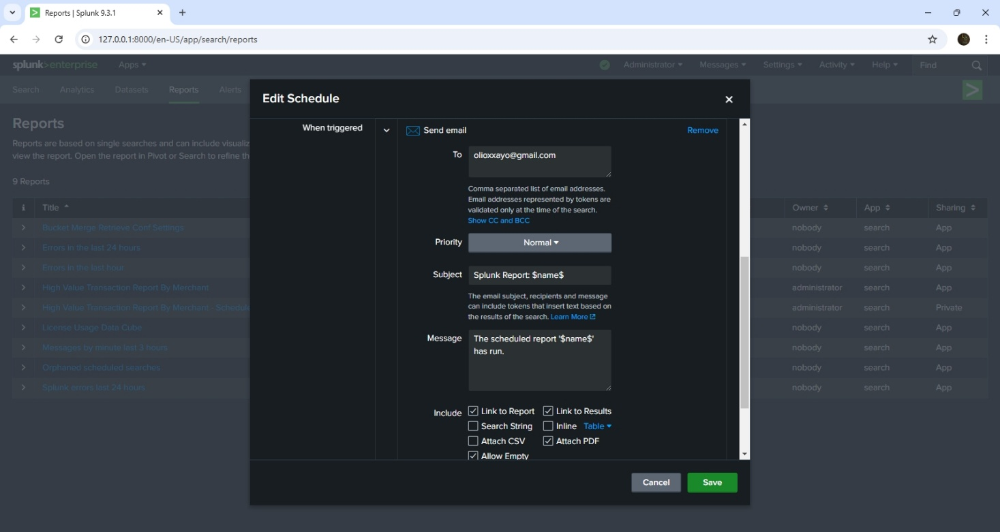 Reports | Splunk 9.3.1
127.0.0.1:8000/en-US/app/search/reports
splunk>enterprise Apps
Administrator Messages Settings Activity Help Find
Search Analytics Datasets Reports Alerts
Edit Schedule
Reports
Reports are based on single searches and can include visualiz
view the report. Open the report in Pivot or Search to refine th
9 Reports
i Title Owner App Sharing
Bucket Merge Retrieve Conf Settings nobody search App
Errors in the last 24 hours nobody search App
Errors in the last hour nobody search App
High Value Transaction Report By Merchant administrator search App
High Value Transaction Report By Merchant - Schedule administrator search Private
License Usage Data Cube nobody search App
Messages by minute last 3 hours nobody search App
Orphaned scheduled searches nobody search App
Splunk errors last 24 hours nobody search App
When triggered
Send email Remove
To olioxxayo@gmail.com
Comma separated list of email addresses.
Email addresses represented by tokens are
validated only at the time of the search.
Show CC and BCC
Priority Normal
Subject Splunk Report: $name$
The email subject, recipients and message
can include tokens that insert text based on
the results of the search. Learn More
Message The scheduled report '$name$'
has run.
Include Link to Report Link to Results
Search String Inline Table
Attach CSV Attach PDF
Allow Empty
Cancel Save